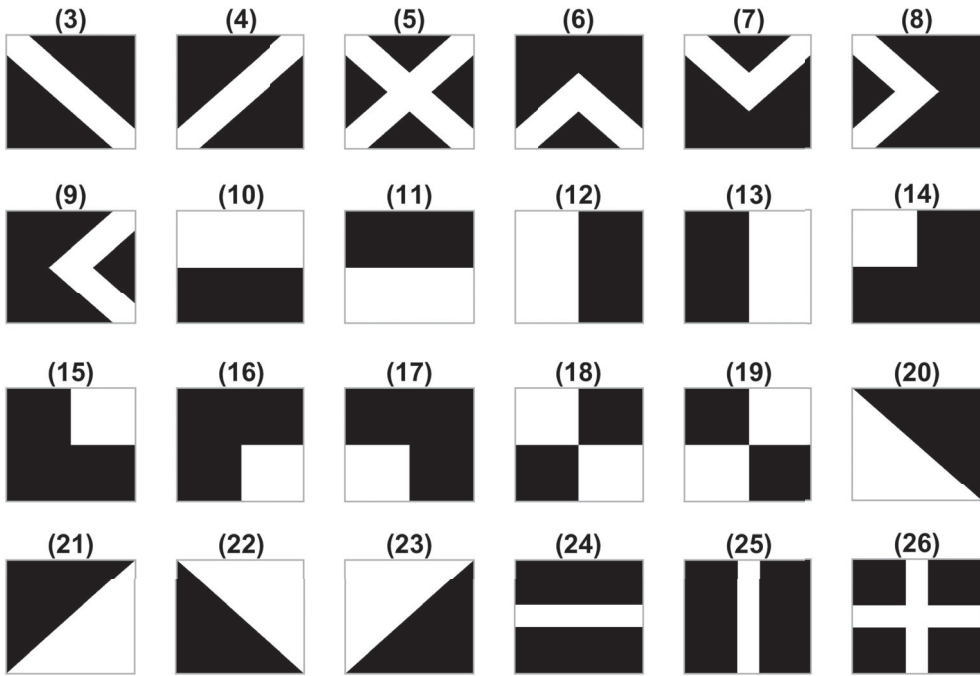 (3) (4) (5) (6) (7) (8)
(9) (10) (11) (12) (13) (14)
(15) (16) (17) (18) (19) (20)
(21) (22) (23) (24) (25) (26)